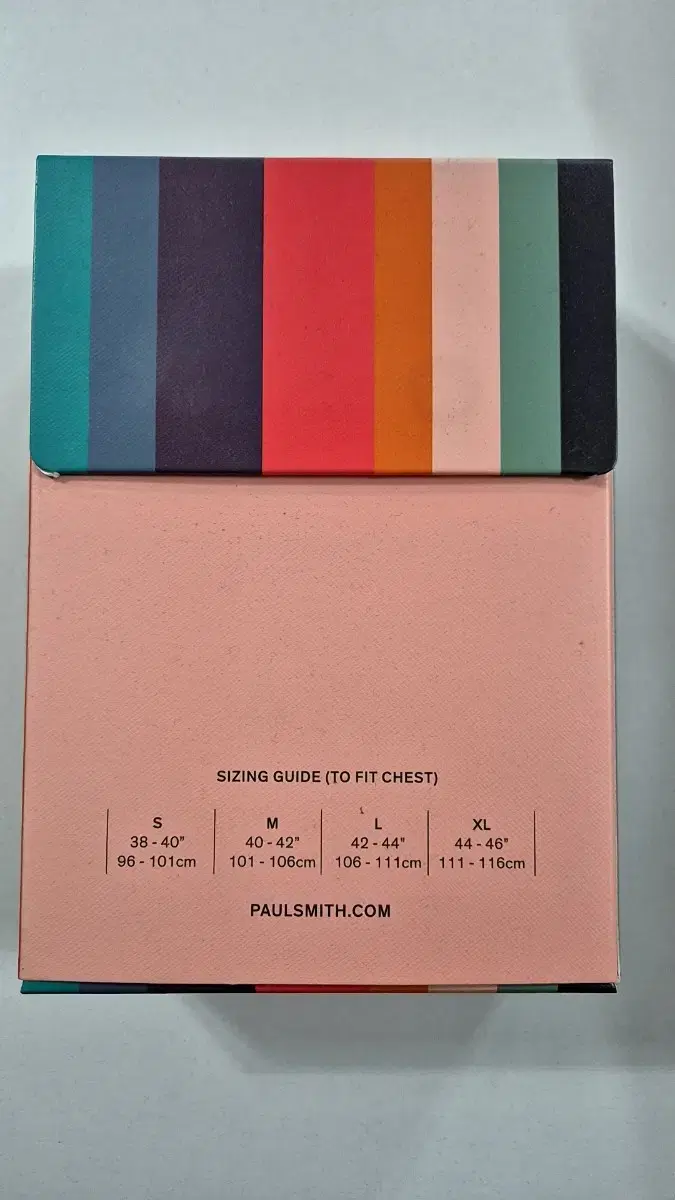 SIZING GUIDE (TO FIT CHEST)
S M L XL
38 - 40" 40 - 42" 42 - 44" 44 - 46"
96 - 101cm 101 - 106cm 106 - 111cm 111 - 116cm
PAULSMITH.COM